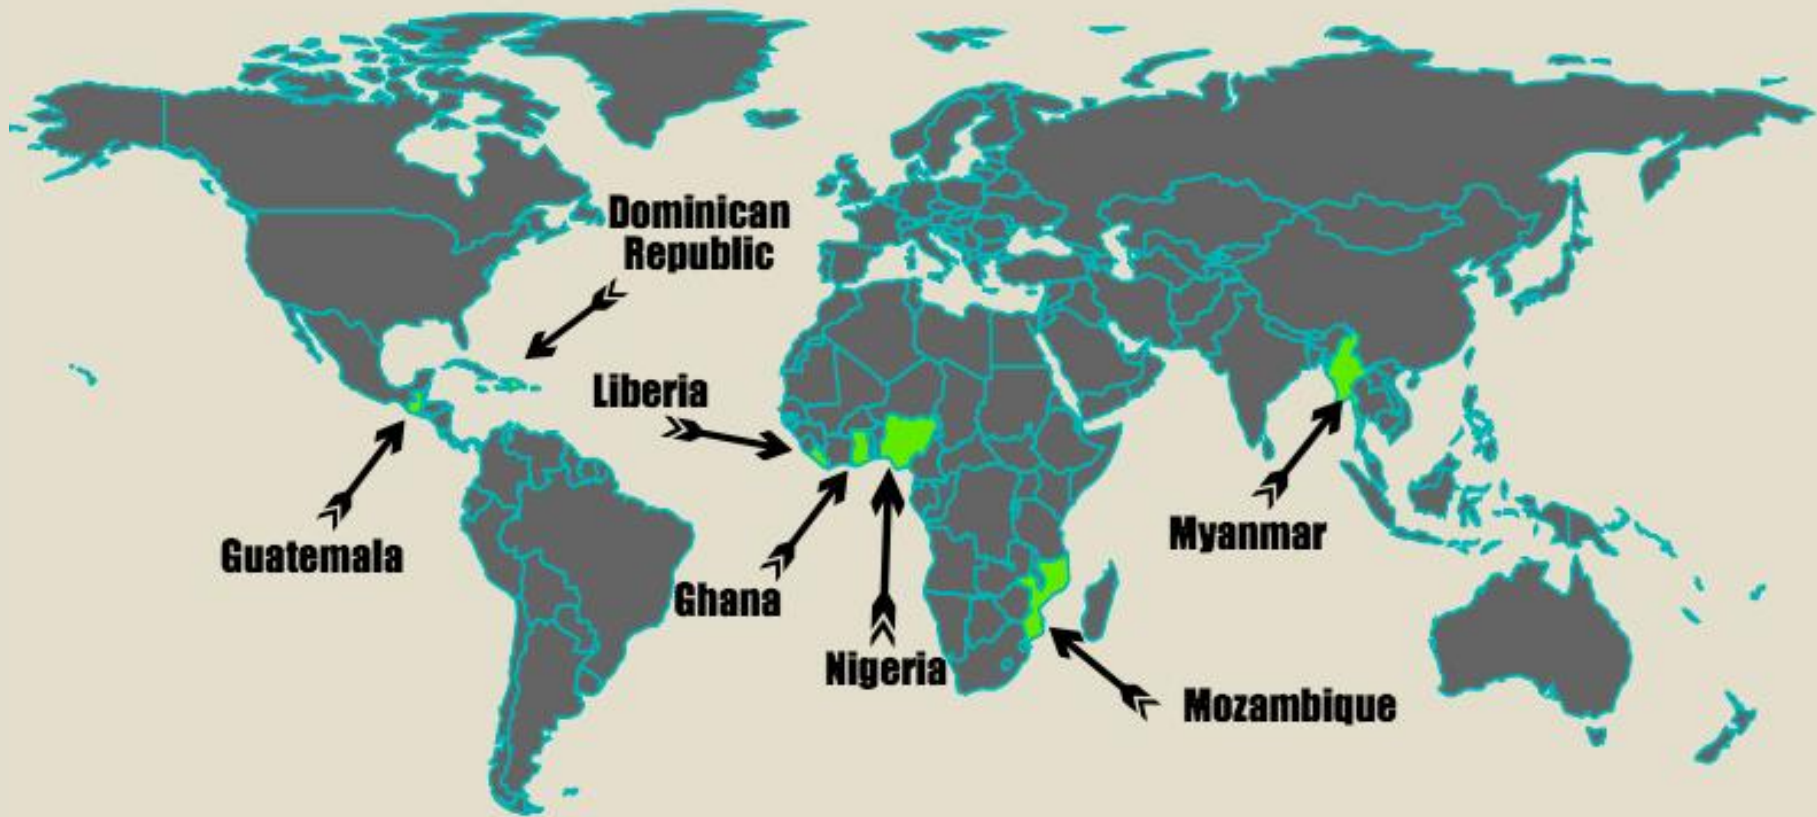 Dominican
Republic
Liberia
Guatemala
Ghana
Nigeria
Myanmar
Mozambique